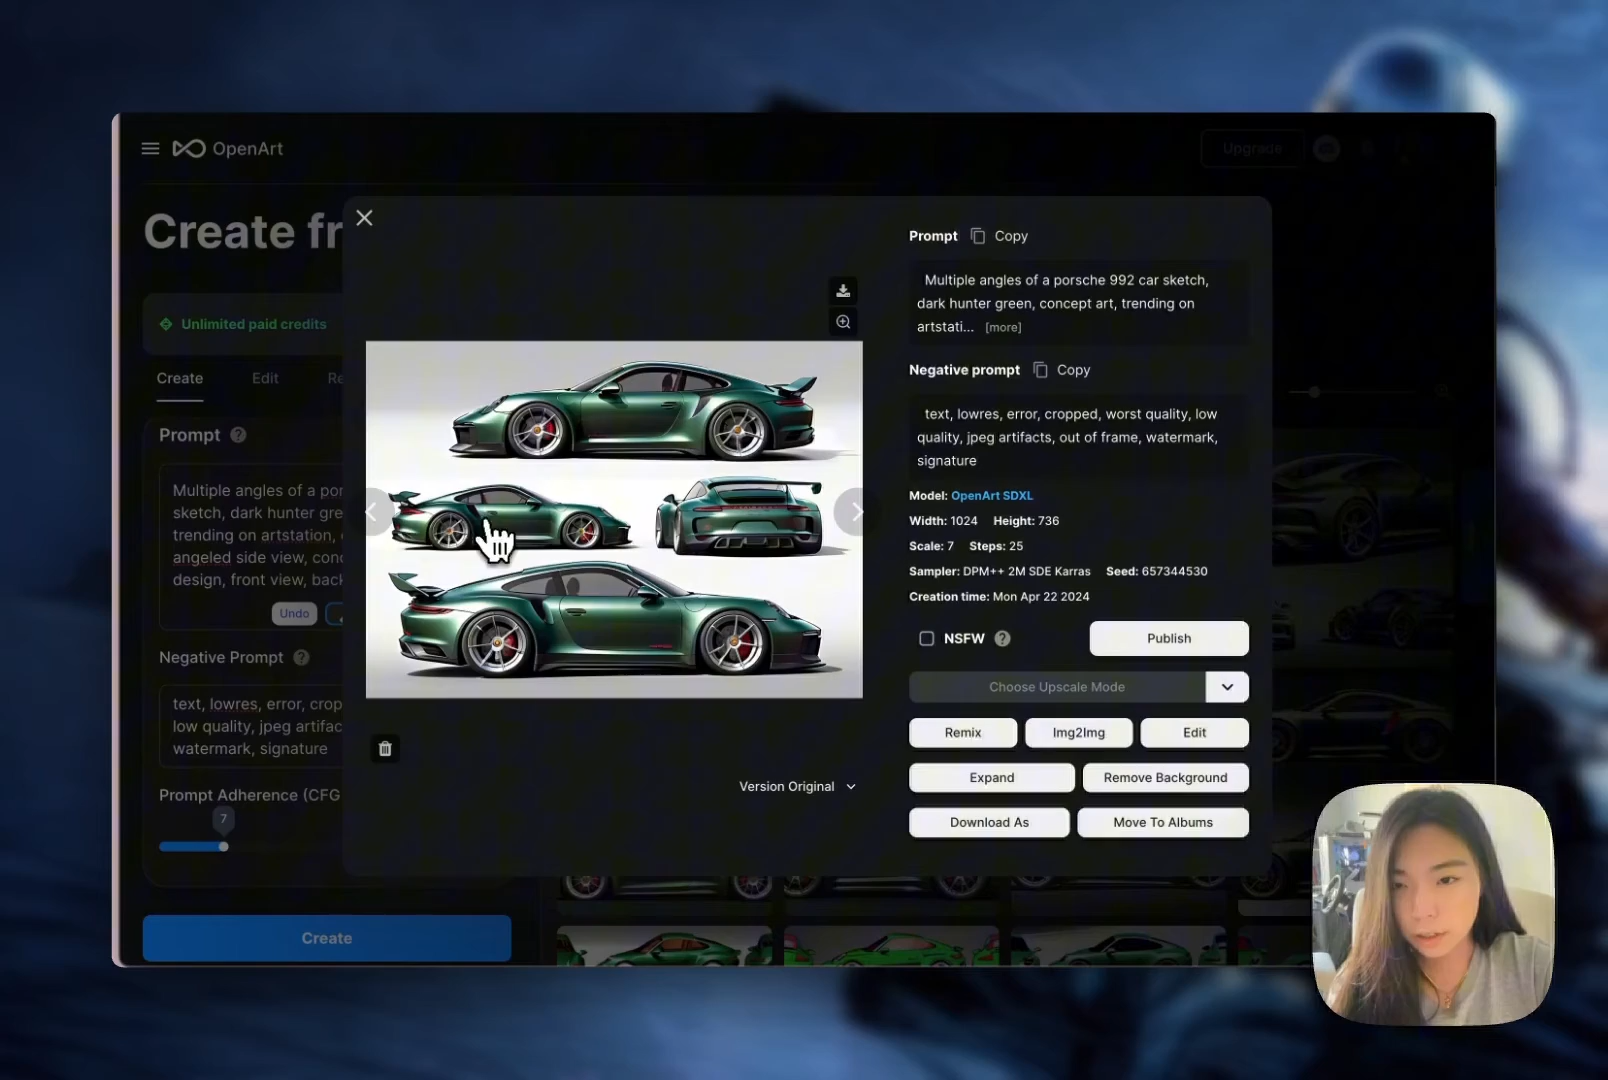 OpenArt
Upgrade
Create fr
Unlimited paid credits
Create
Edit
Re
Prompt
Multiple angles of a por
sketch, dark hunter gre
trending on artstation,
angeled side view, conc
design, front view, back
Undo
Negative Prompt
text, lowres, error, crop
low quality, jpeg artifac
watermark, signature
Prompt Adherence (CFG
7
Create
Version Original
Prompt
Copy
Multiple angles of a porsche 992 car sketch,
dark hunter green, concept art, trending on
artstati... [more]
Negative prompt
Copy
text, lowres, error, cropped, worst quality, low
quality, jpeg artifacts, out of frame, watermark,
signature
Model: OpenArt SDXL
Width: 1024 Height: 736
Scale: 7 Steps: 25
Sampler: DPM++ 2M SDE Karras Seed: 657344530
Creation time: Mon Apr 22 2024
NSFW
Publish
Choose Upscale Mode
Remix
Img2Img
Edit
Expand
Remove Background
Download As
Move To Albums